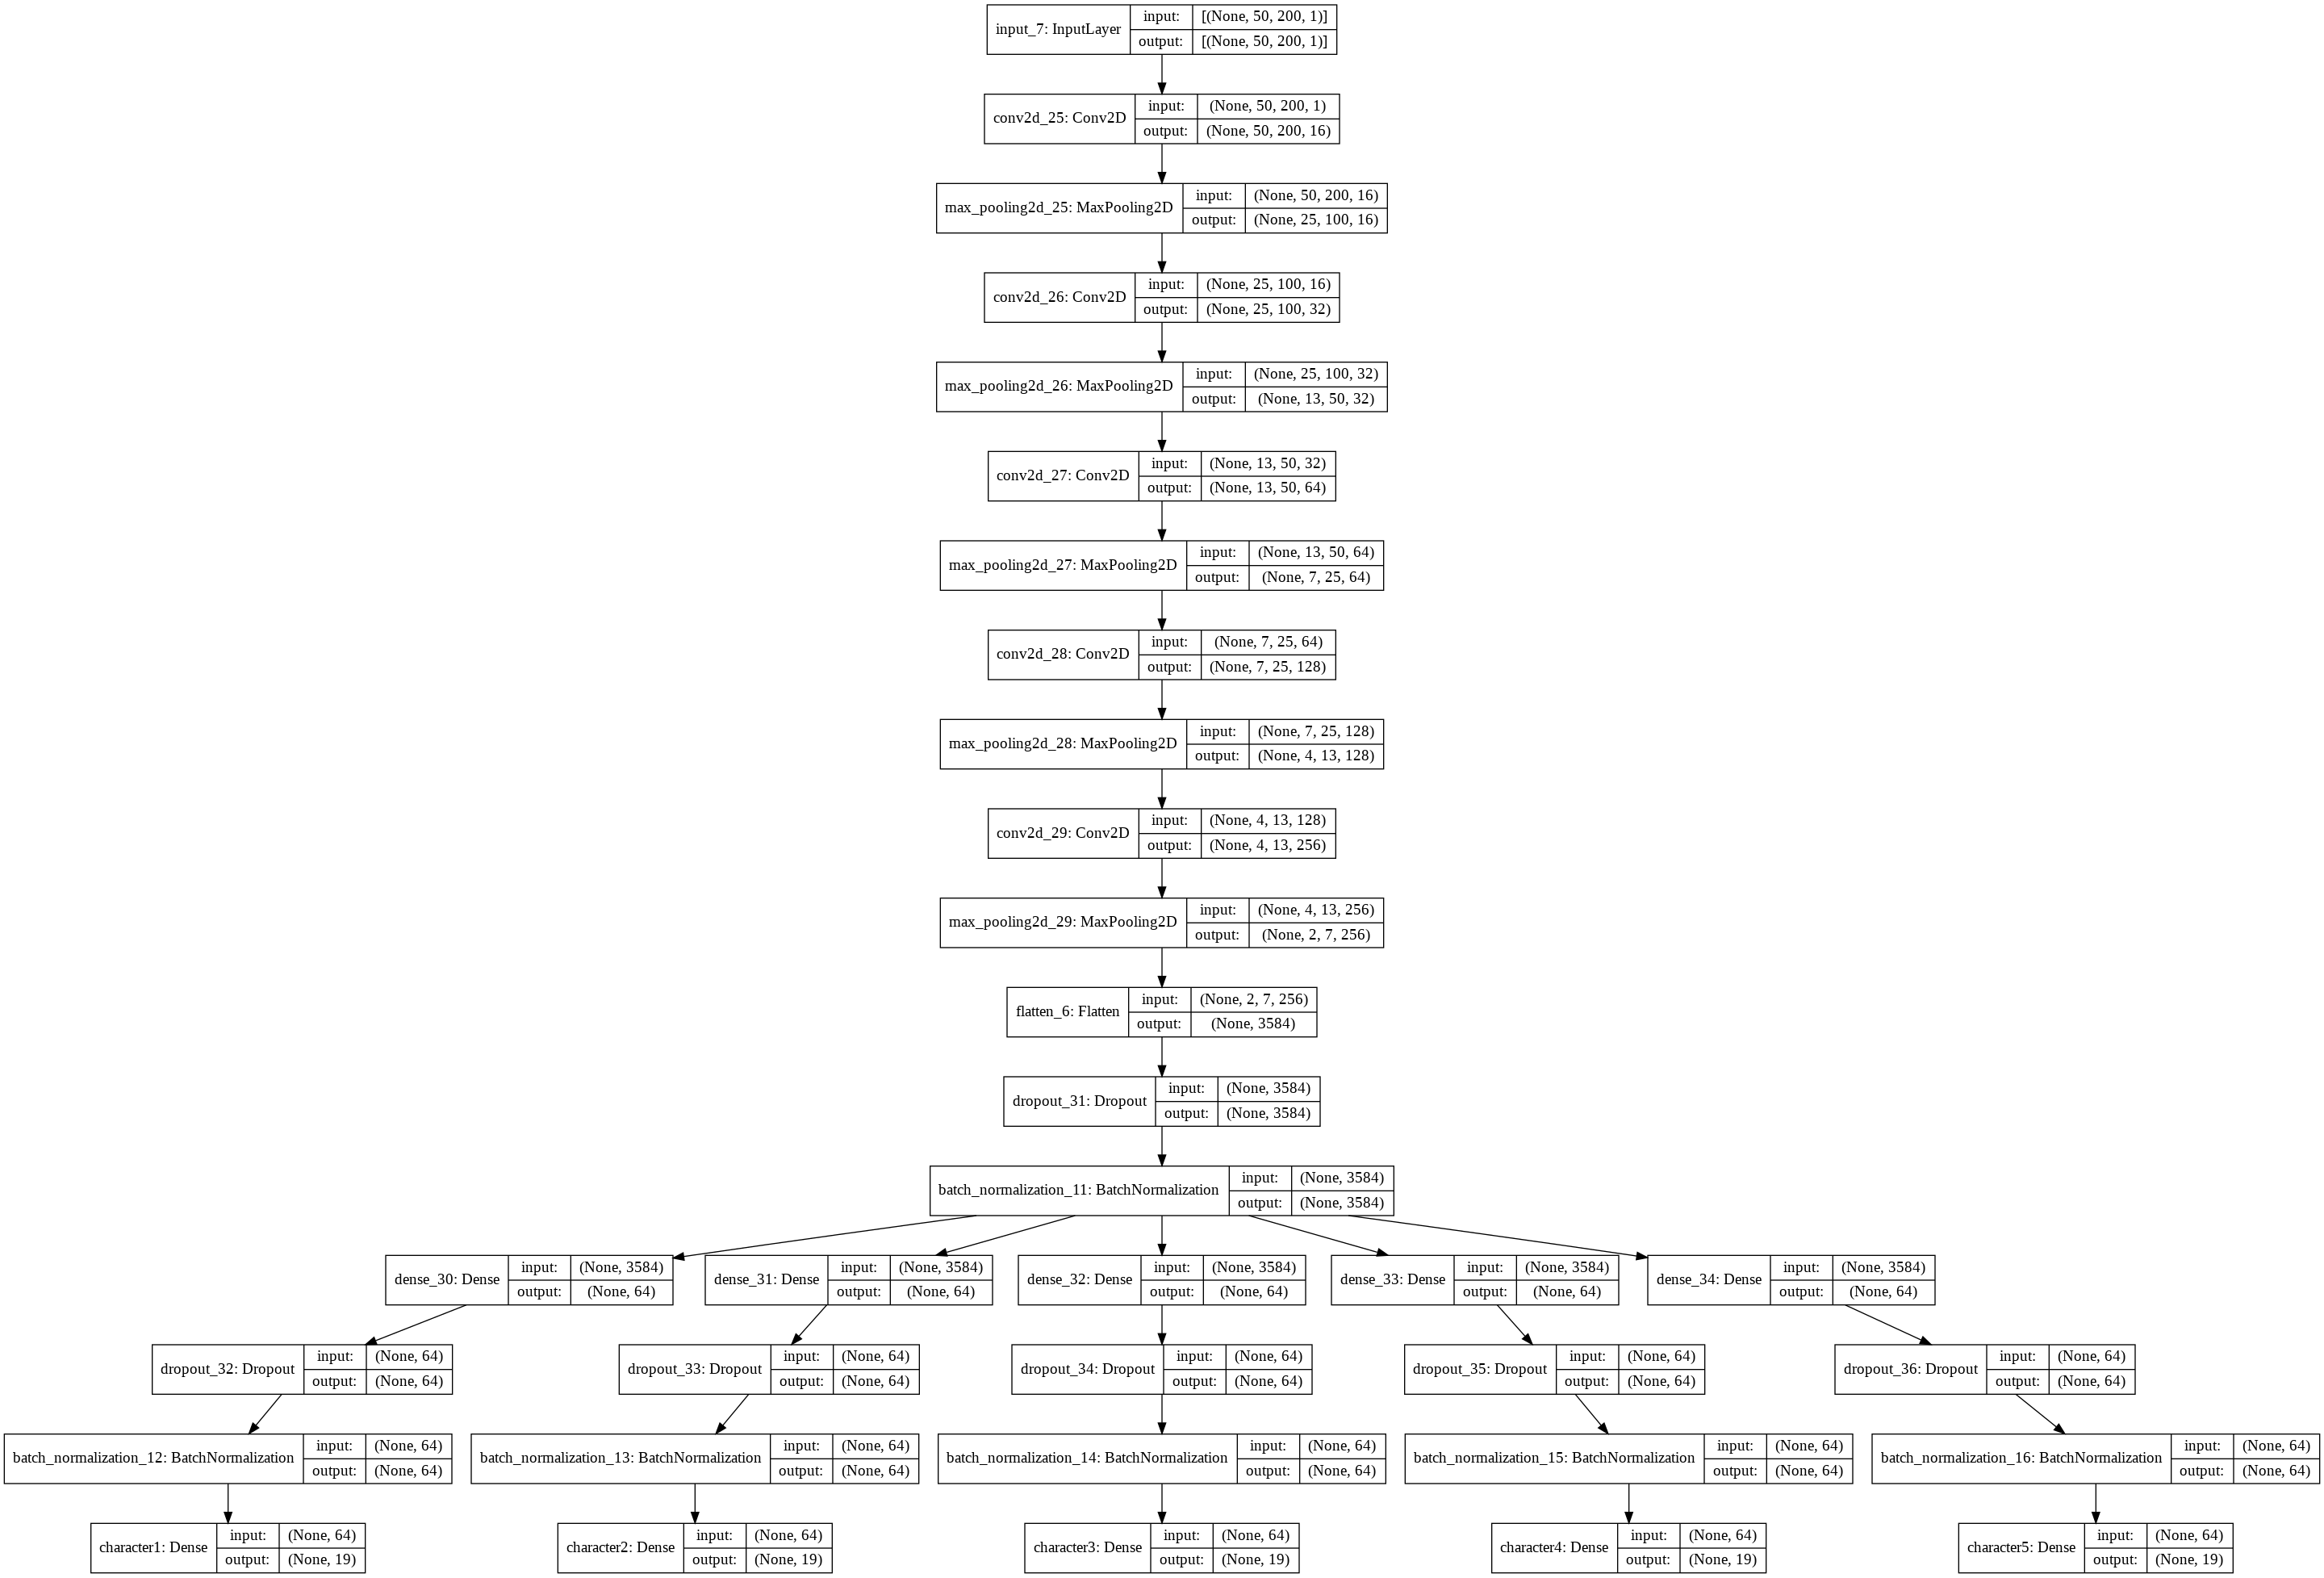 input_7: InputLayer input: [(None, 50, 200, 1)]
output: [(None, 50, 200, 1)]
conv2d_25: Conv2D input: (None, 50, 200, 1)
output: (None, 50, 200, 16)
max_pooling2d_25: MaxPooling2D input: (None, 50, 200, 16)
output: (None, 25, 100, 16)
conv2d_26: Conv2D input: (None, 25, 100, 16)
output: (None, 25, 100, 32)
max_pooling2d_26: MaxPooling2D input: (None, 25, 100, 32)
output: (None, 13, 50, 32)
conv2d_27: Conv2D input: (None, 13, 50, 32)
output: (None, 13, 50, 64)
max_pooling2d_27: MaxPooling2D input: (None, 13, 50, 64)
output: (None, 7, 25, 64)
conv2d_28: Conv2D input: (None, 7, 25, 64)
output: (None, 7, 25, 128)
max_pooling2d_28: MaxPooling2D input: (None, 7, 25, 128)
output: (None, 4, 13, 128)
conv2d_29: Conv2D input: (None, 4, 13, 128)
output: (None, 4, 13, 256)
max_pooling2d_29: MaxPooling2D input: (None, 4, 13, 256)
output: (None, 2, 7, 256)
flatten_6: Flatten input: (None, 2, 7, 256)
output: (None, 3584)
dropout_31: Dropout input: (None, 3584)
output: (None, 3584)
batch_normalization_11: BatchNormalization input: (None, 3584)
output: (None, 3584)
dense_30: Dense input: (None, 3584)
output: (None, 64)
dense_31: Dense input: (None, 3584)
output: (None, 64)
dense_32: Dense input: (None, 3584)
output: (None, 64)
dense_33: Dense input: (None, 3584)
output: (None, 64)
dense_34: Dense input: (None, 3584)
output: (None, 64)
dropout_32: Dropout input: (None, 64)
output: (None, 64)
dropout_33: Dropout input: (None, 64)
output: (None, 64)
dropout_34: Dropout input: (None, 64)
output: (None, 64)
dropout_35: Dropout input: (None, 64)
output: (None, 64)
dropout_36: Dropout input: (None, 64)
output: (None, 64)
batch_normalization_12: BatchNormalization input: (None, 64)
output: (None, 64)
batch_normalization_13: BatchNormalization input: (None, 64)
output: (None, 64)
batch_normalization_14: BatchNormalization input: (None, 64)
output: (None, 64)
batch_normalization_15: BatchNormalization input: (None, 64)
output: (None, 64)
batch_normalization_16: BatchNormalization input: (None, 64)
output: (None, 64)
character1: Dense input: (None, 64)
output: (None, 19)
character2: Dense input: (None, 64)
output: (None, 19)
character3: Dense input: (None, 64)
output: (None, 19)
character4: Dense input: (None, 64)
output: (None, 19)
character5: Dense input: (None, 64)
output: (None, 19)